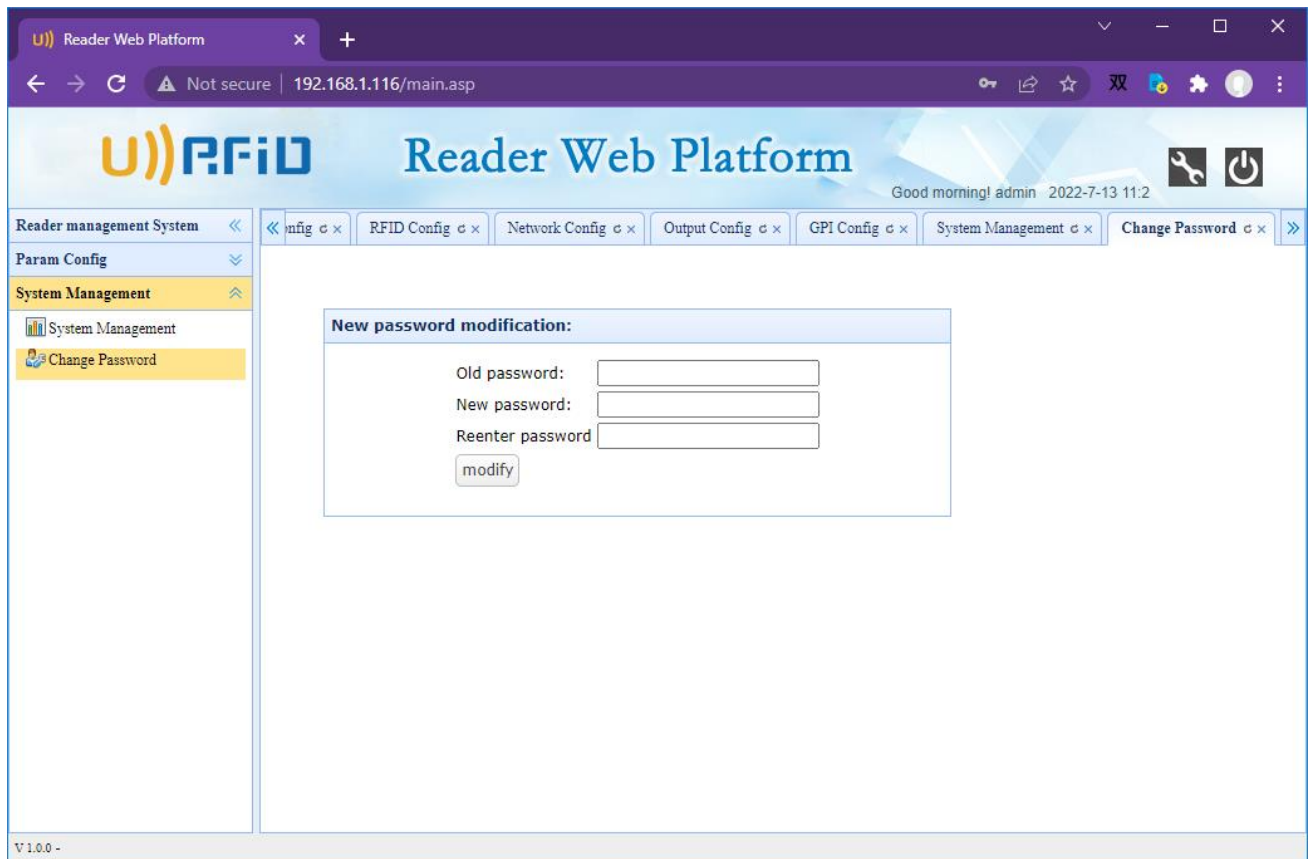 U)) Reader Web Platform
Not secure | 192.168.1.116/main.asp
双
U))RFiD Reader Web Platform
Good morning! admin 2022-7-13 11:2
Reader management System
nfig RFID Config Network Config Output Config GPI Config System Management Change Password
Param Config
System Management
System Management
Change Password
New password modification:
Old password:
New password:
Reenter password
modify
V 1.0.0 -